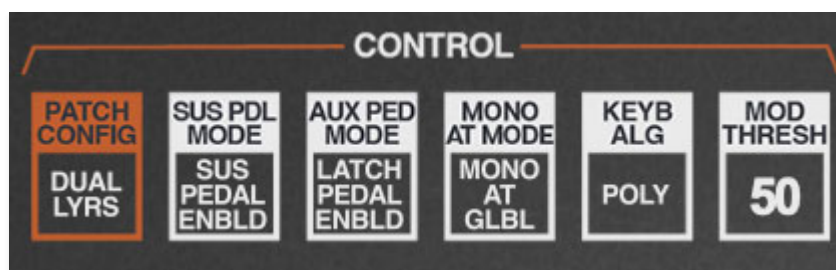 CONTROL
PATCH
CONFIG
DUAL
LYRS
SUS PDL
MODE
SUS
PEDAL
ENBLD
AUX PED
MODE
LATCH
PEDAL
ENBLD
MONO
AT MODE
MONO
AT
GLBL
KEYB
ALG
POLY
MOD
THRESH
50